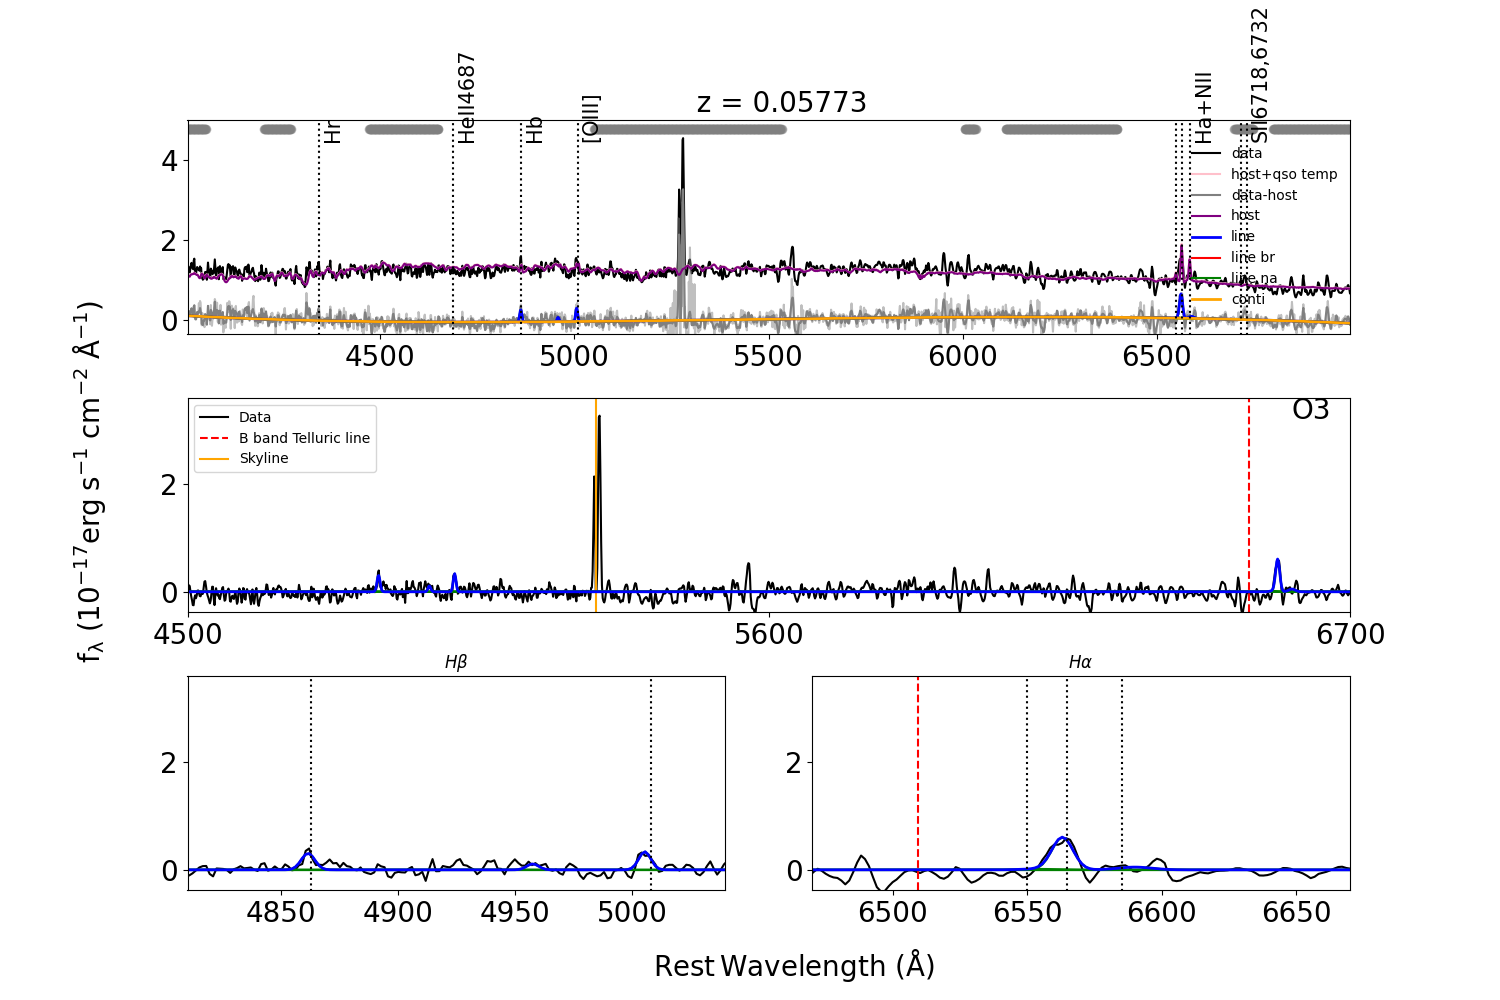 z = 0.05773
Hr
HeII4687
Hb
[OIII]
Ha+NII
SII6718,6732
data
host+qso temp
data-host
host
line
line br
line na
conti
4
2
0
4500 5000 5500 6000 6500
fλ (10⁻¹⁷erg s⁻¹ cm⁻² Å⁻¹)
O3
Data
B band Telluric line
Skyline
2
0
4500 5600 6700
Hβ
2
0
4850 4900 4950 5000
Hα
2
0
6500 6550 6600 6650
Rest Wavelength (Å)